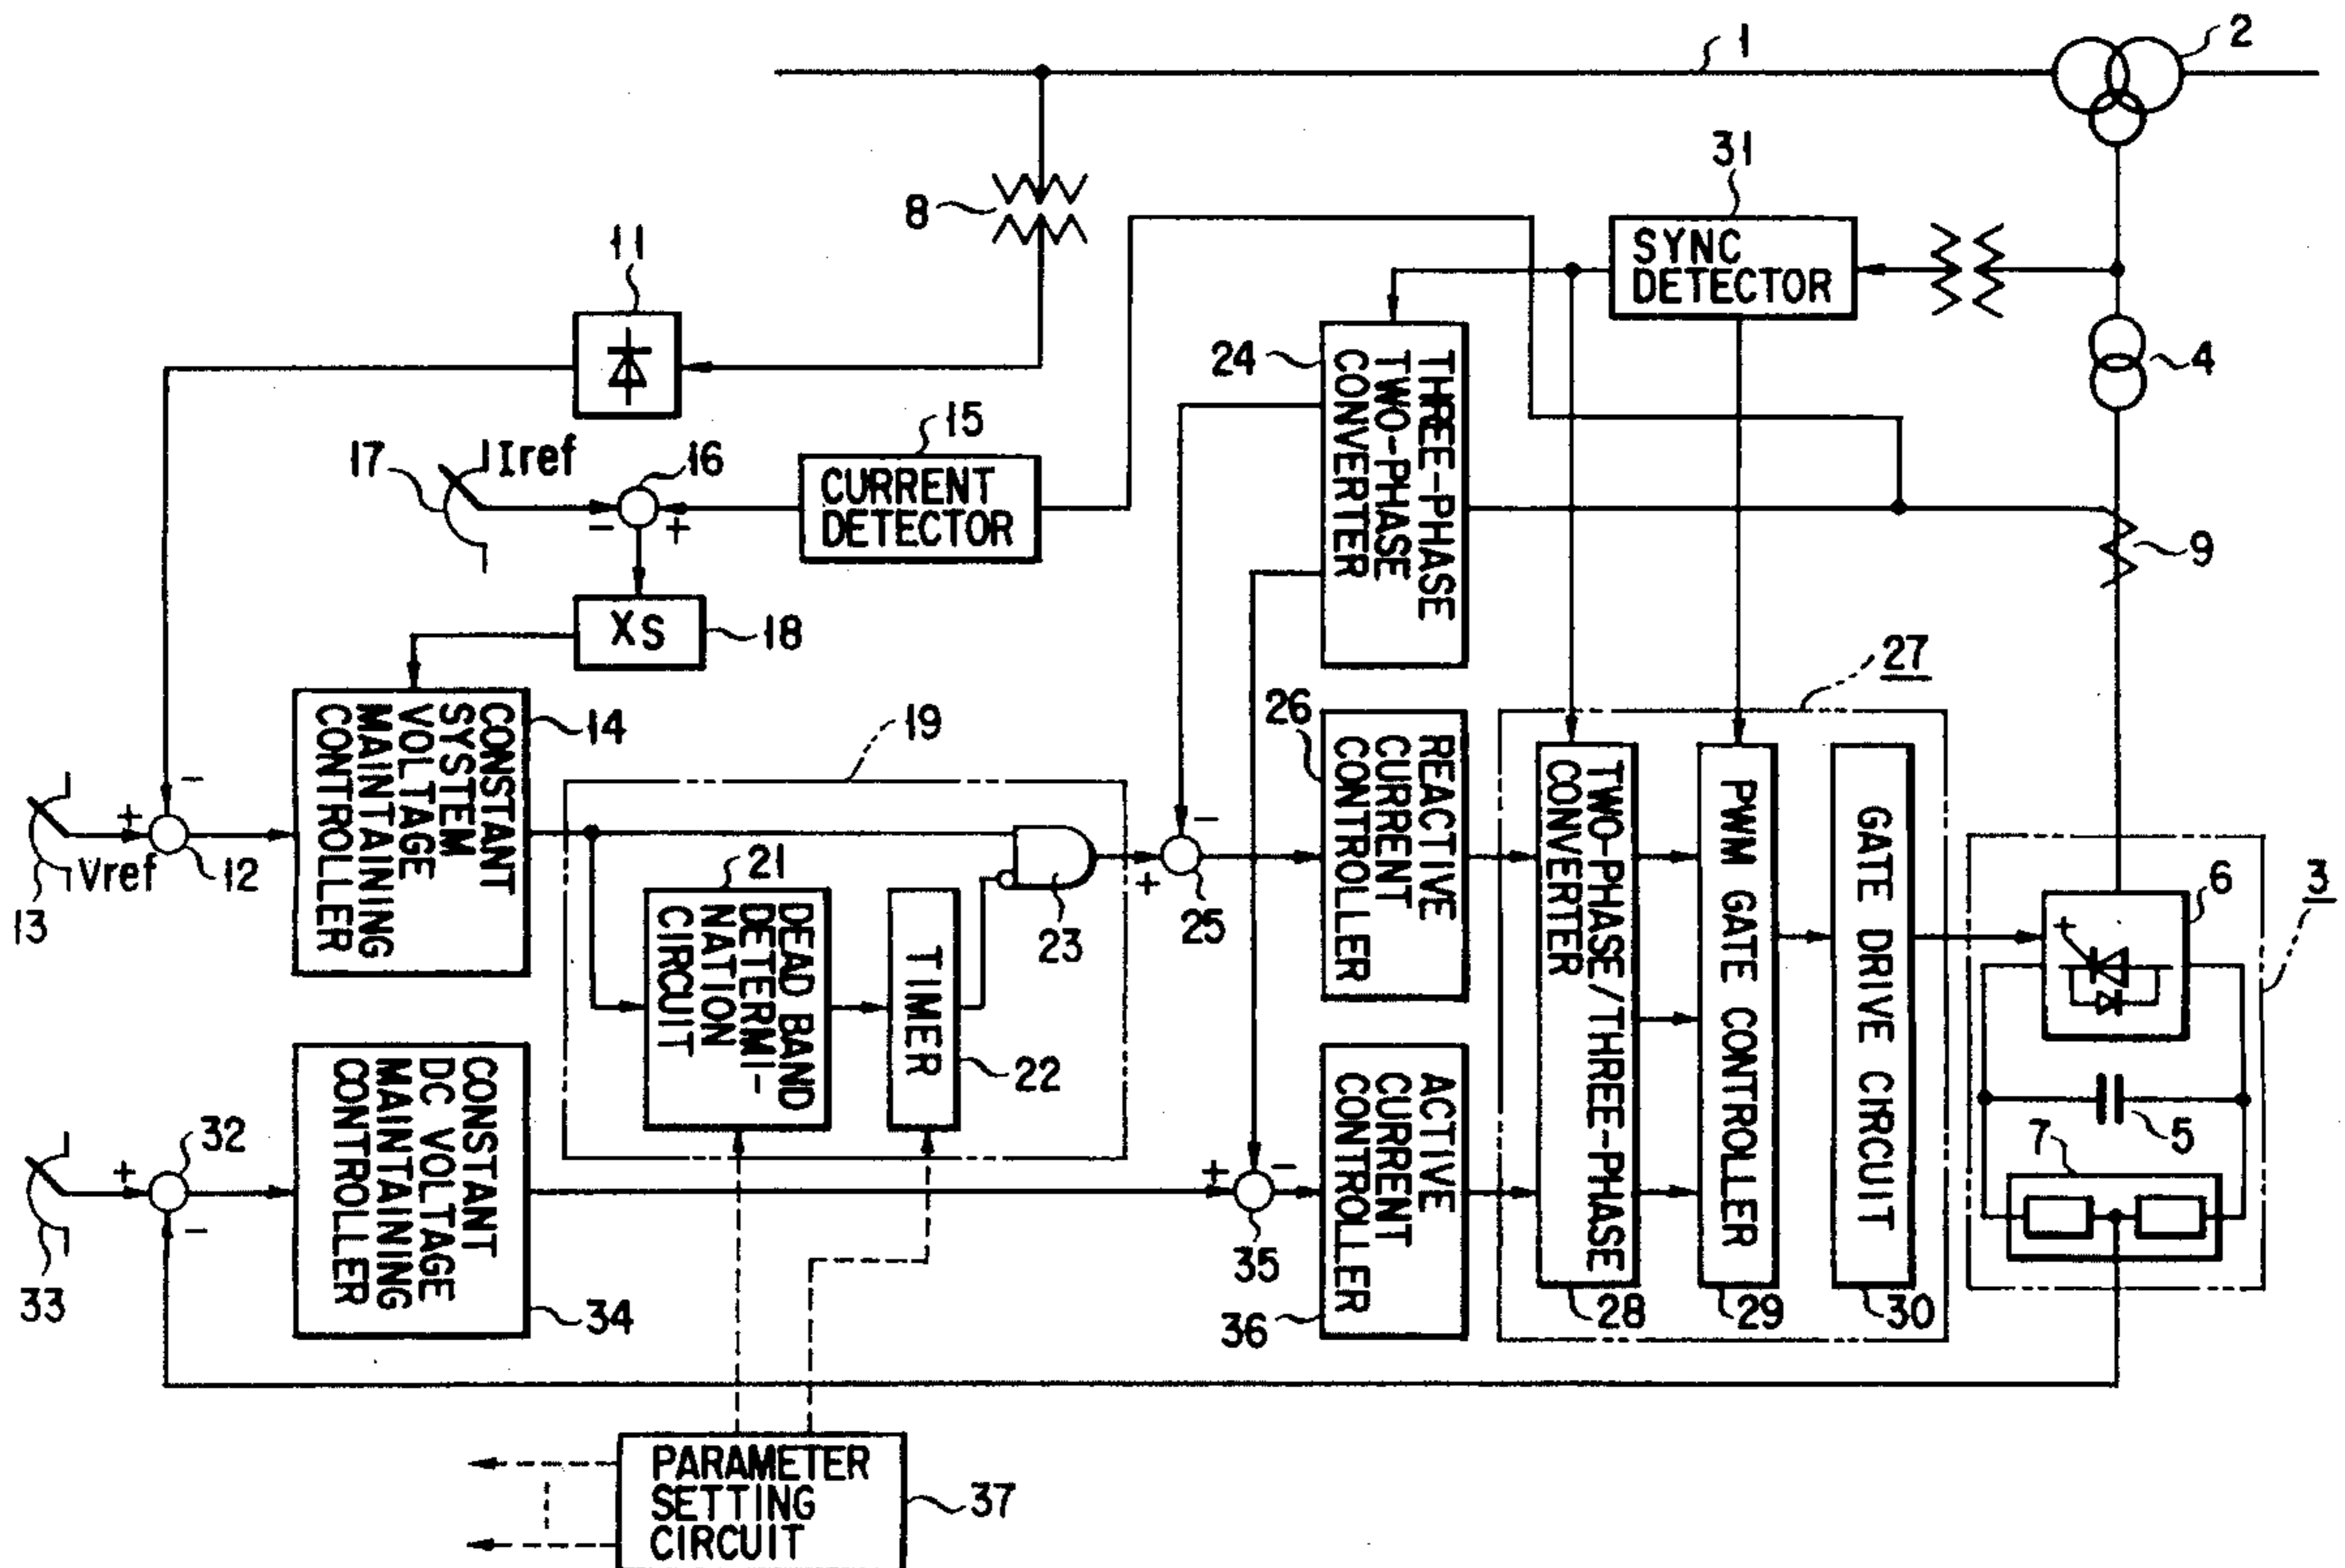 1
2
31
8
11
SYNC
DETECTOR
24
THREE-PHASE
TWO-PHASE
CONVERTER
4
15
17
Iref
16
CURRENT
DETECTOR
-
+
9
XS
18
27
14
CONSTANT
SYSTEM
VOLTAGE
MAINTAINING
CONTROLLER
19
26
REACTIVE
CURRENT
CONTROLLER
-
+
Vref
12
13
21
DEAD BAND
DETERMI-
NATION
CIRCUIT
TIMER
22
23
-
+
25
TWO-PHASE/THREE-PHASE
CONVERTER
PWM GATE CONTROLLER
GATE DRIVE CIRCUIT
6
3
5
7
32
+
-
33
CONSTANT
DC VOLTAGE
MAINTAINING
CONTROLLER
34
+
-
35
ACTIVE
CURRENT
CONTROLLER
36
28
29
30
PARAMETER
SETTING
CIRCUIT
37